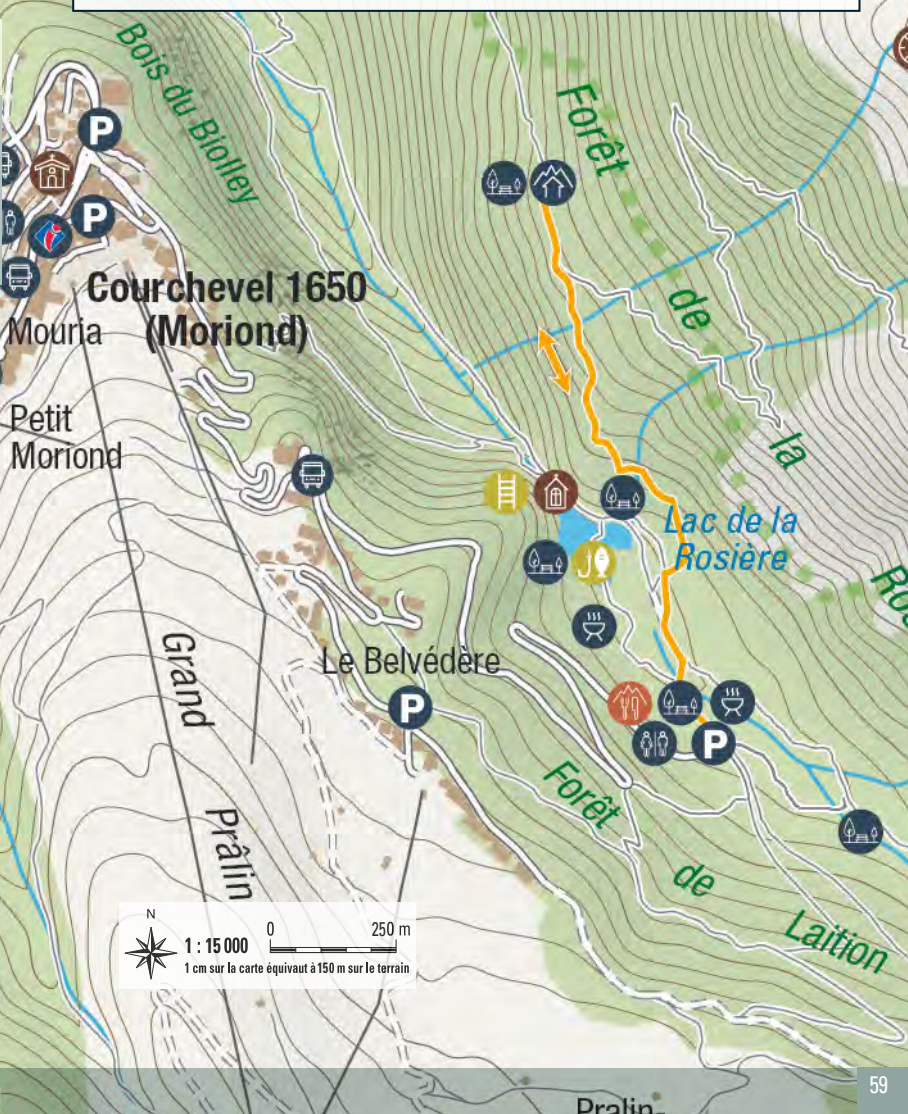 Bois du Biolley
Forêt
de
la
Ros
P
P
Courchevel 1650
(Moriond)
Mouria
Petit
Moriond
Lac de la
Rosière
Le Belvédère
P
P
Grand
Prâlin
Forêt
de
Laition
N
1 : 15 000
0
250 m
1 cm sur la carte équivaut à 150 m sur le terrain
59
Pralin-